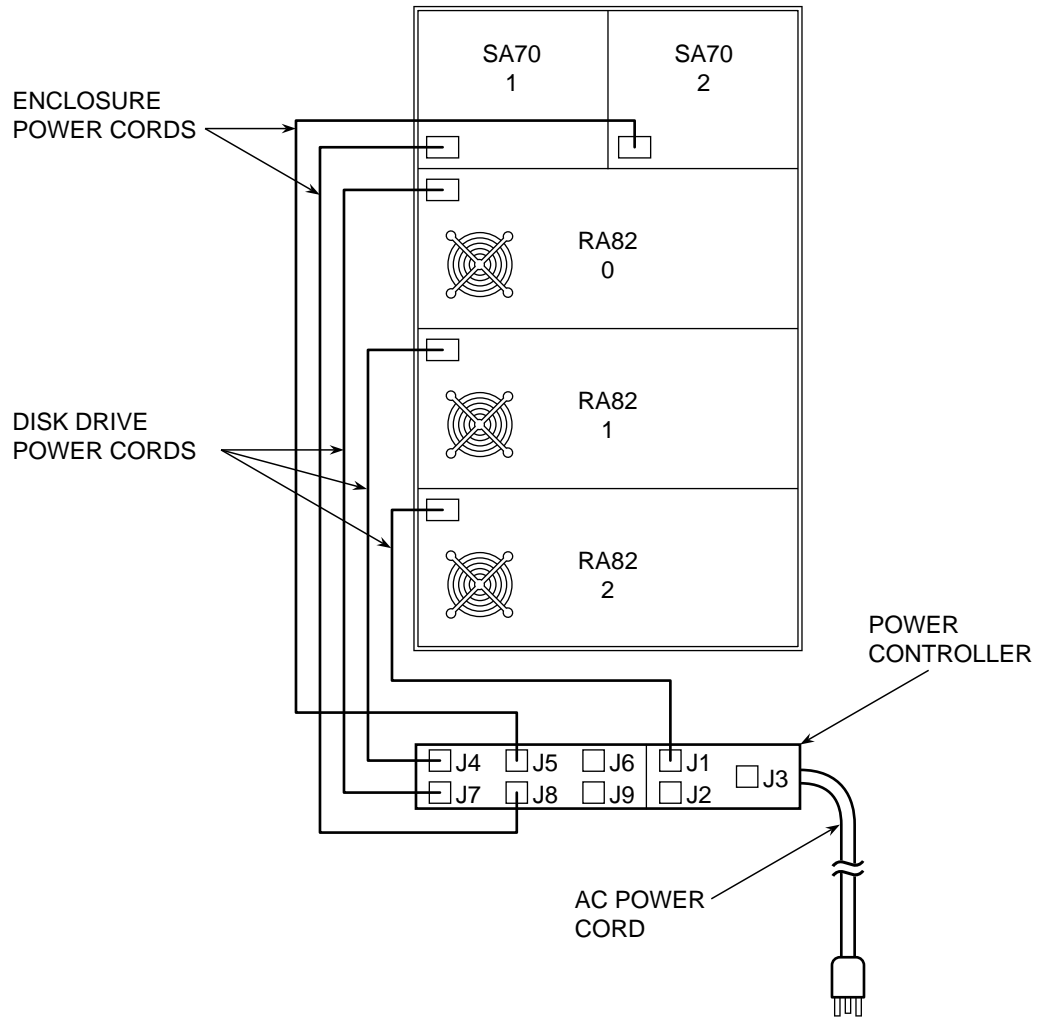 SA70
1
SA70
2
ENCLOSURE
POWER CORDS
RA82
0
RA82
1
DISK DRIVE
POWER CORDS
RA82
2
POWER
CONTROLLER
J4 J5 J6 J1 J3
J7 J8 J9 J2
AC POWER
CORD